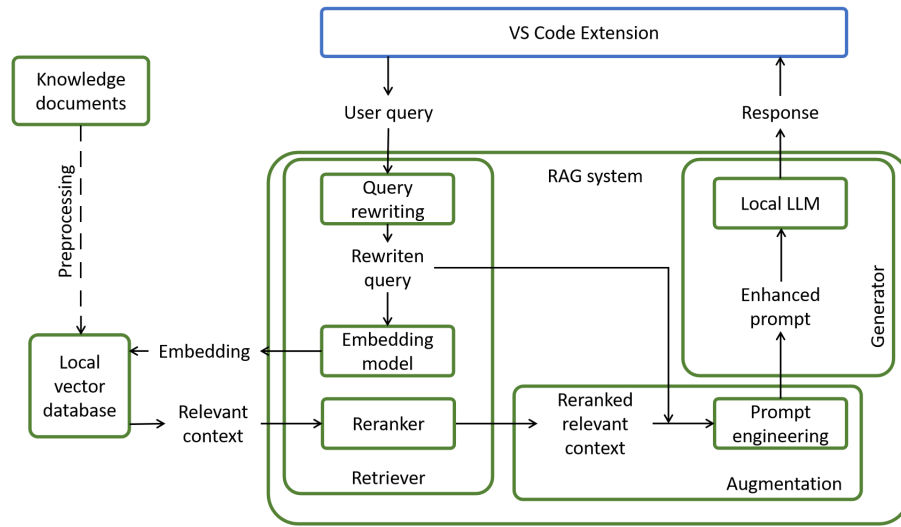 VS Code Extension
Knowledge
documents
User query
Response
Preprocessing
RAG system
Query
rewriting
Local LLM
Rewriten
query
Enhanced
prompt
Generator
Embedding
model
Embedding
Local
vector
database
Relevant
context
Reranker
Reranked
relevant
context
Prompt
engineering
Retriever
Augmentation